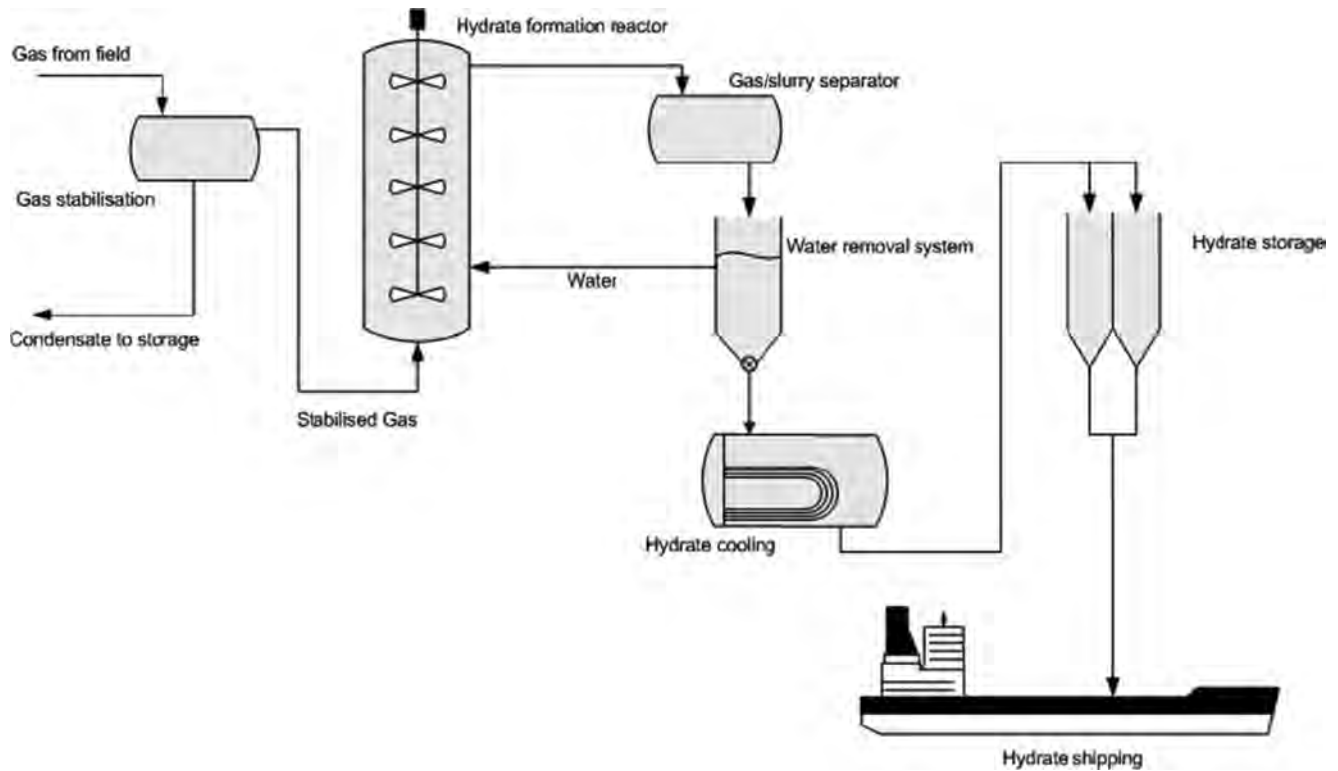 Gas from field
Hydrate formation reactor
Gas/slurry separator
Gas stabilisation
Water removal system
Hydrate storage
Water
Condensate to storage
Stabilised Gas
Hydrate cooling
Hydrate shipping